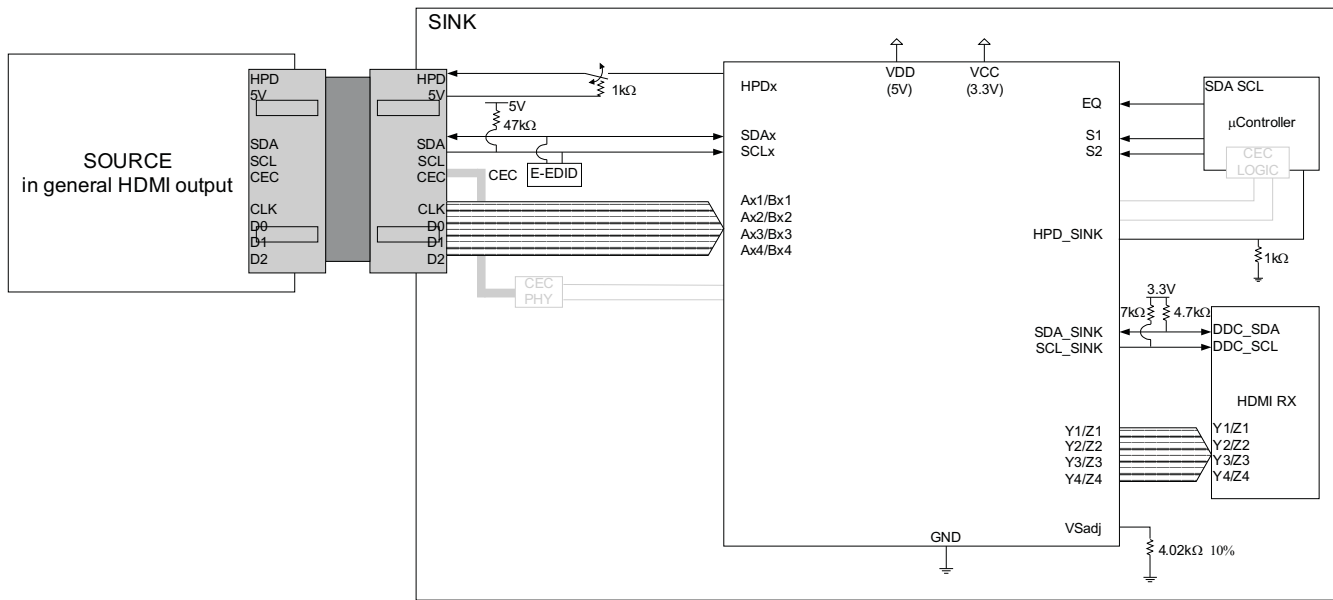 SINK
SOURCE
in general HDMI output
HPD
5V
SDA
SCL
CEC
CLK
D0
D1
D2
HPD
5V
SDA
SCL
CEC
CLK
D0
D1
D2
1kΩ
5V
47kΩ
CEC
E-EDID
CEC
PHY
HPDx
SDAx
SCLx
Ax1/Bx1
Ax2/Bx2
Ax3/Bx3
Ax4/Bx4
VDD
(5V)
VCC
(3.3V)
EQ
S1
S2
HPD_SINK
SDA_SINK
SCL_SINK
Y1/Z1
Y2/Z2
Y3/Z3
Y4/Z4
VSadj
GND
SDA SCL
μController
CEC
LOGIC
1kΩ
3.3V
7kΩ
4.7kΩ
DDC_SDA
DDC_SCL
HDMI RX
Y1/Z1
Y2/Z2
Y3/Z3
Y4/Z4
4.02kΩ 10%